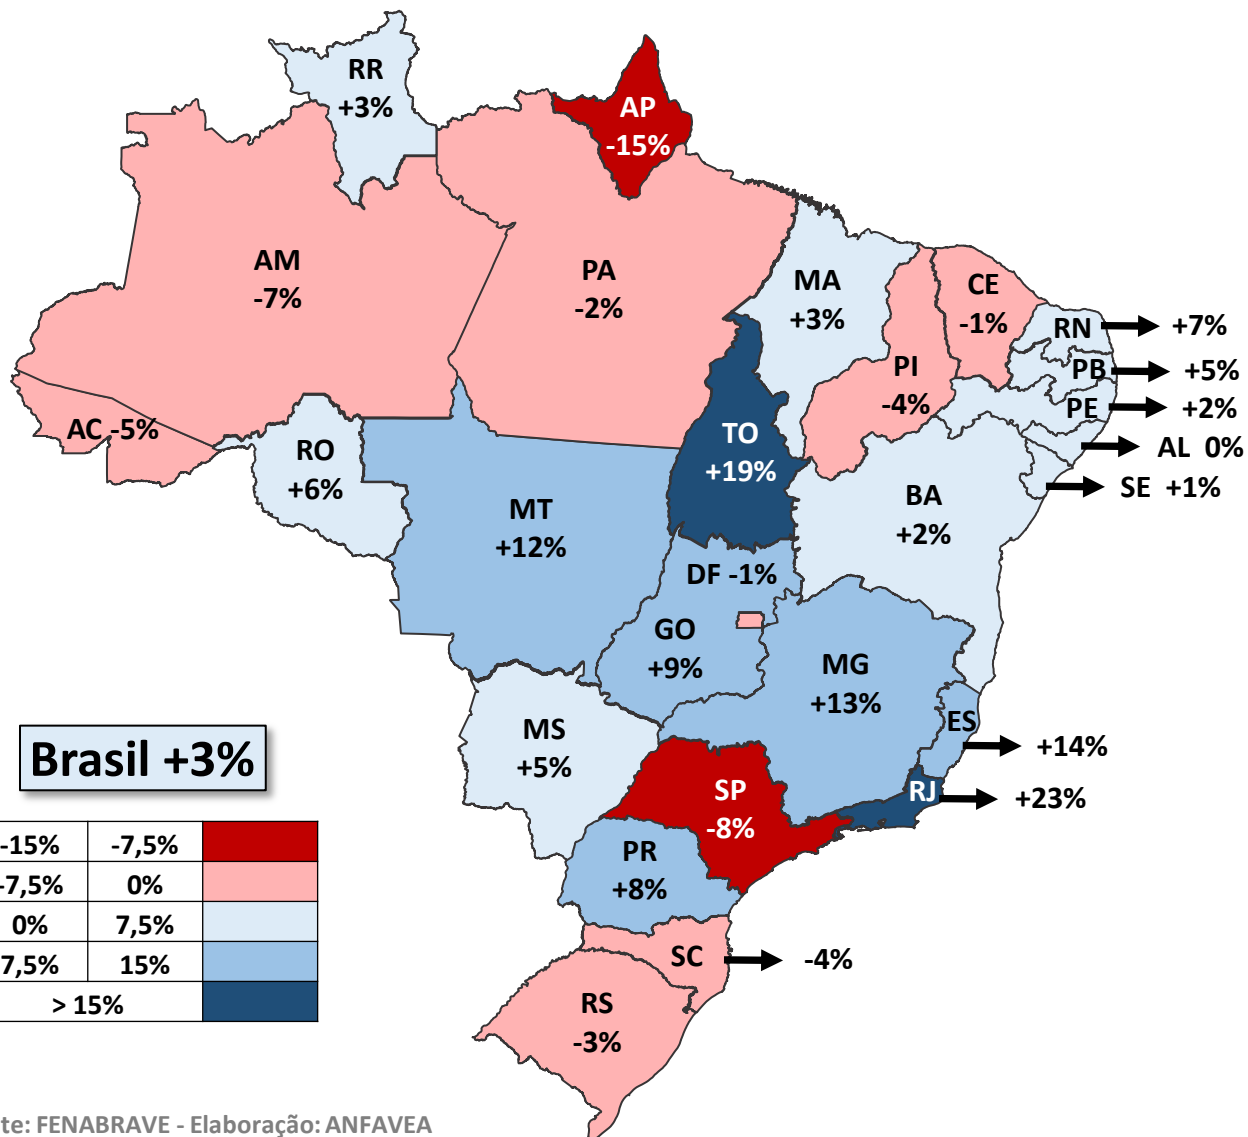 RR
+3%
AP
-15%
AM
-7%
PA
-2%
MA
+3%
CE
-1%
RN +7%
PI
-4%
PB +5%
PE +2%
AL 0%
SE +1%
AC -5%
RO
+6%
TO
+19%
MT
+12%
BA
+2%
DF -1%
GO
+9%
MG
+13%
ES
+14%
MS
+5%
Brasil +3%
SP
-8%
RJ
+23%
PR
+8%
SC -4%
RS
-3%
-15% -7,5%
-7,5% 0%
0% 7,5%
7,5% 15%
> 15%
te: FENABRAVE - Elaboração: ANFAVEA